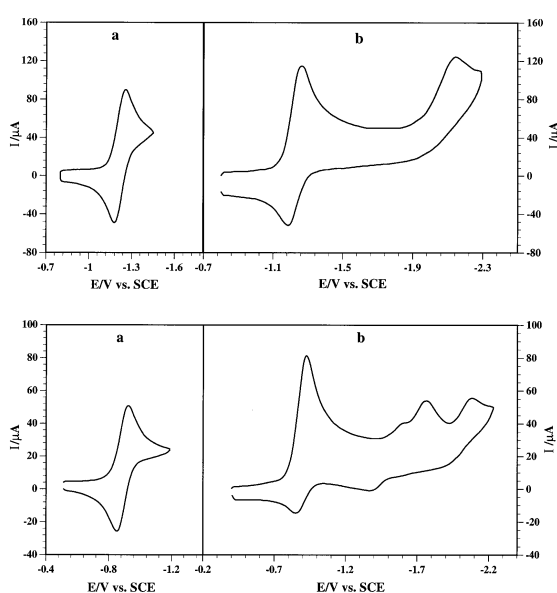 a b
160 160
120 120
80 80
40 40
0 0
-40 -40
-80 -80
I/μA I/μA
-0.7 -1 -1.3 -1.6 -0.7 -1.1 -1.5 -1.9 -2.3
E/V vs. SCE E/V vs. SCE
a b
100 100
80 80
60 60
40 40
20 20
0 0
-20 -20
-40 -40
I/μA I/μA
-0.4 -0.8 -1.2 -0.2 -0.7 -1.2 -1.7 -2.2
E/V vs. SCE E/V vs. SCE